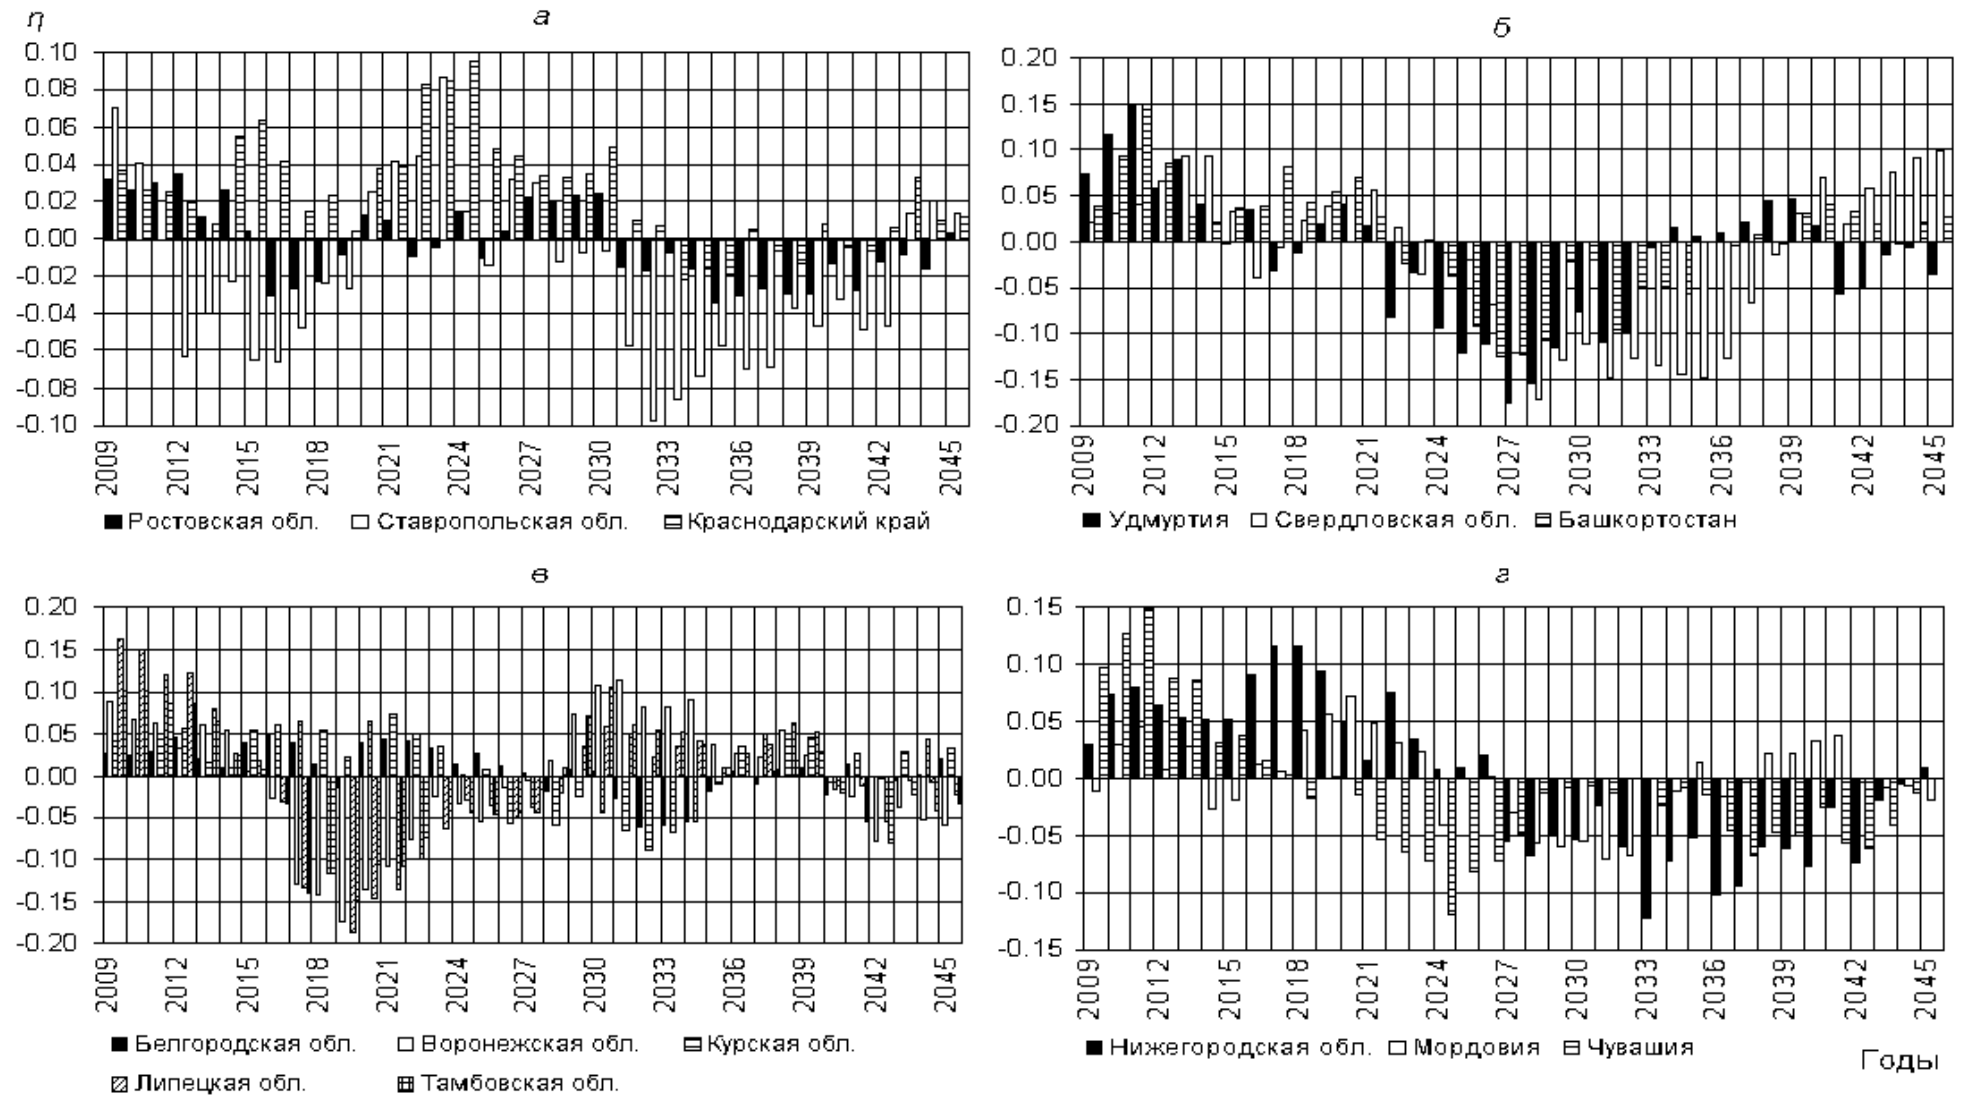 η
а
0.10
0.08
0.06
0.04
0.02
0.00
-0.02
-0.04
-0.06
-0.08
-0.10
2009 2012 2015 2018 2021 2024 2027 2030 2033 2036 2039 2042 2045
Ростовская обл. Ставропольская обл. Краснодарский край
б
0.20
0.15
0.10
0.05
0.00
-0.05
-0.10
-0.15
-0.20
2009 2012 2015 2018 2021 2024 2027 2030 2033 2036 2039 2042 2045
Удмуртия Свердловская обл. Башкортостан
в
0.20
0.15
0.10
0.05
0.00
-0.05
-0.10
-0.15
-0.20
2009 2012 2015 2018 2021 2024 2027 2030 2033 2036 2039 2042 2045
Белгородская обл. Воронежская обл. Курская обл.
Липецкая обл. Тамбовская обл.
г
0.15
0.10
0.05
0.00
-0.05
-0.10
-0.15
2009 2012 2015 2018 2021 2024 2027 2030 2033 2036 2039 2042 2045
Нижегородская обл. Мордовия Чувашия
Годы